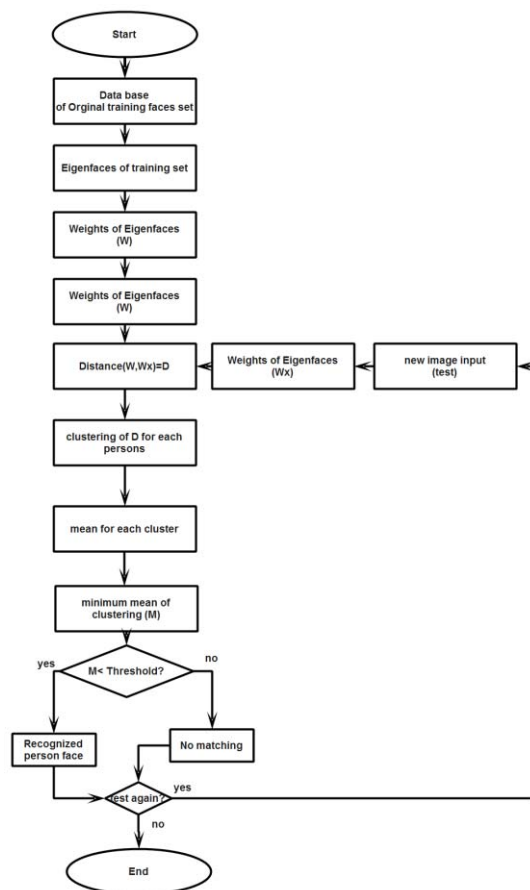 Start
Data base
of Orginal training faces set
Eigenfaces of training set
Weights of Eigenfaces
(W)
Weights of Eigenfaces
(W)
Distance(W,Wx)=D
Weights of Eigenfaces
(Wx)
new image input
(test)
clustering of D for each
persons
mean for each cluster
minimum mean of
clustering (M)
yes
M< Threshold?
no
Recognized
person face
No matching
test again?
yes
no
End